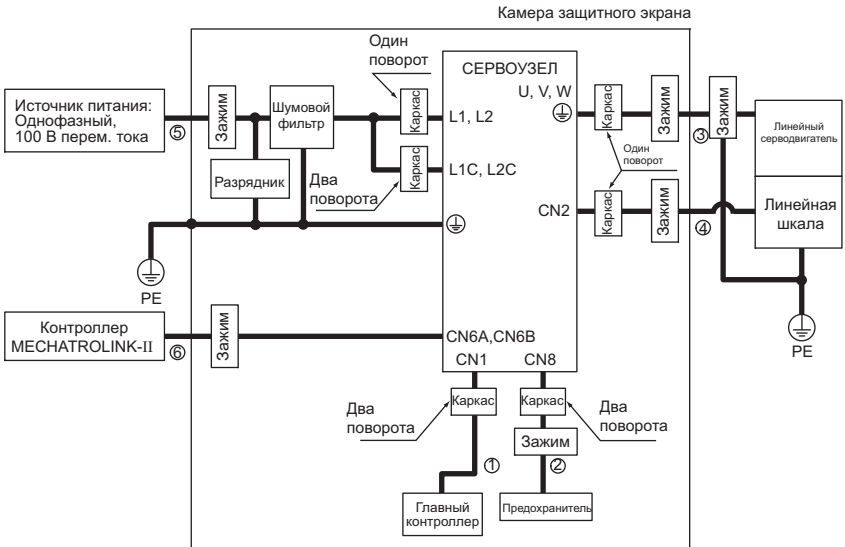 Камера защитного экрана
Один
поворот
СЕРВОУЗЕЛ
U, V, W
Источник питания:
Однофазный,
100 В перем. тока
⑤
Зажим
Шумовой
фильтр
Каркас
L1, L2
Каркас
Зажим
③
Зажим
Линейный
серводвигатель
Один
поворот
Разрядник
Два
поворота
Каркас
L1C, L2C
CN2
Каркас
Зажим
④
Линейная
шкала
PE
PE
Контроллер
MECHATROLINK-II
⑥
Зажим
CN6A,CN6B
CN1
CN8
Два
поворота
Каркас
Каркас
Два
поворота
Зажим
①
②
Главный
контроллер
Предохранитель